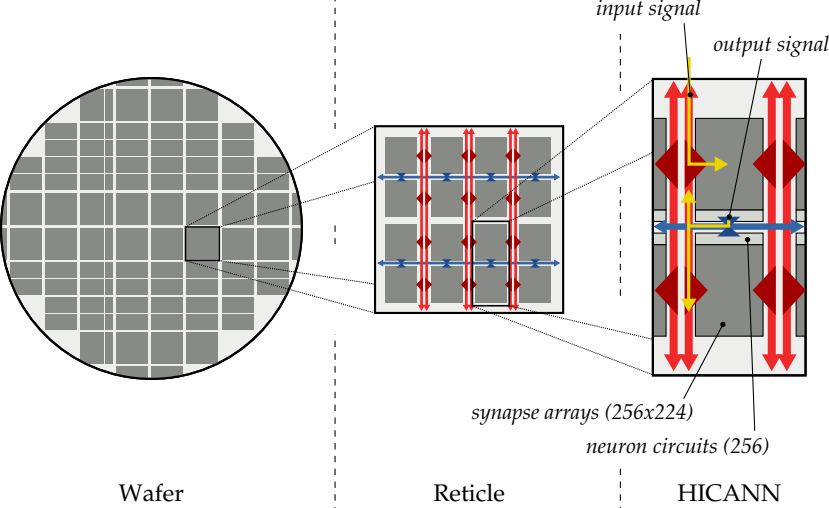 input signal
output signal
synapse arrays (256x224)
neuron circuits (256)
Wafer
Reticle
HICANN